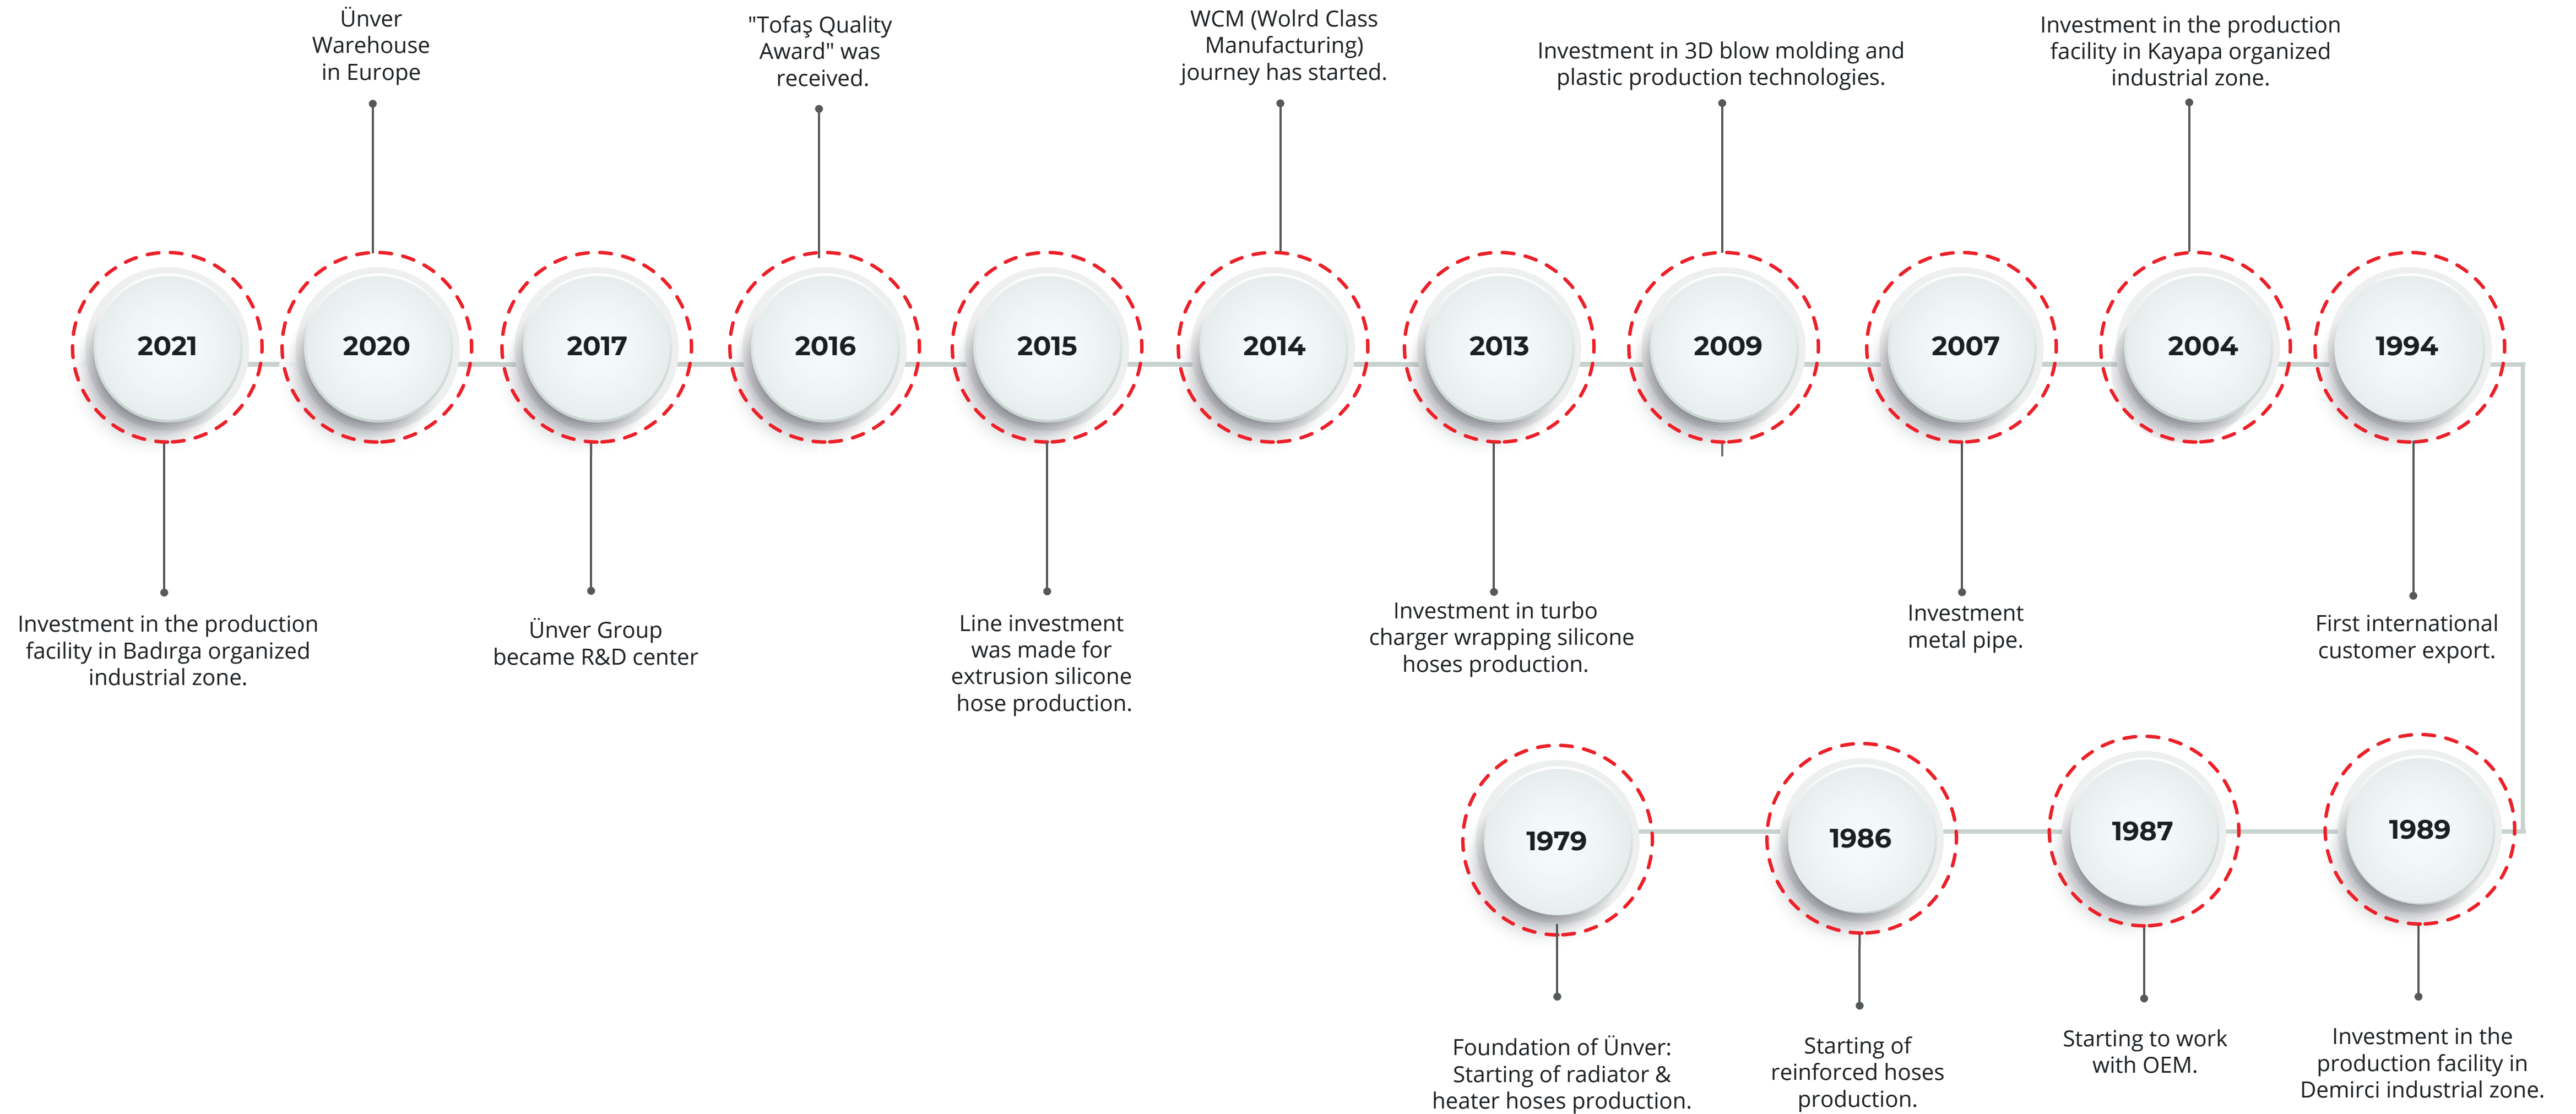 Ünver
Warehouse
in Europe
"Tofaş Quality
Award" was
received.
WCM (Wolrd Class
Manufacturing)
journey has started.
Investment in 3D blow molding and
plastic production technologies.
Investment in the production
facility in Kayapa organized
industrial zone.
2021
2020
2017
2016
2015
2014
2013
2009
2007
2004
1994
Investment in the production
facility in Badırga organized
industrial zone.
Ünver Group
became R&D center
Line investment
was made for
extrusion silicone
hose production.
Investment in turbo
charger wrapping silicone
hoses production.
Investment
metal pipe.
First international
customer export.
1979
1986
1987
1989
Foundation of Ünver:
Starting of radiator &
heater hoses production.
Starting of
reinforced hoses
production.
Starting to work
with OEM.
Investment in the
production facility in
Demirci industrial zone.